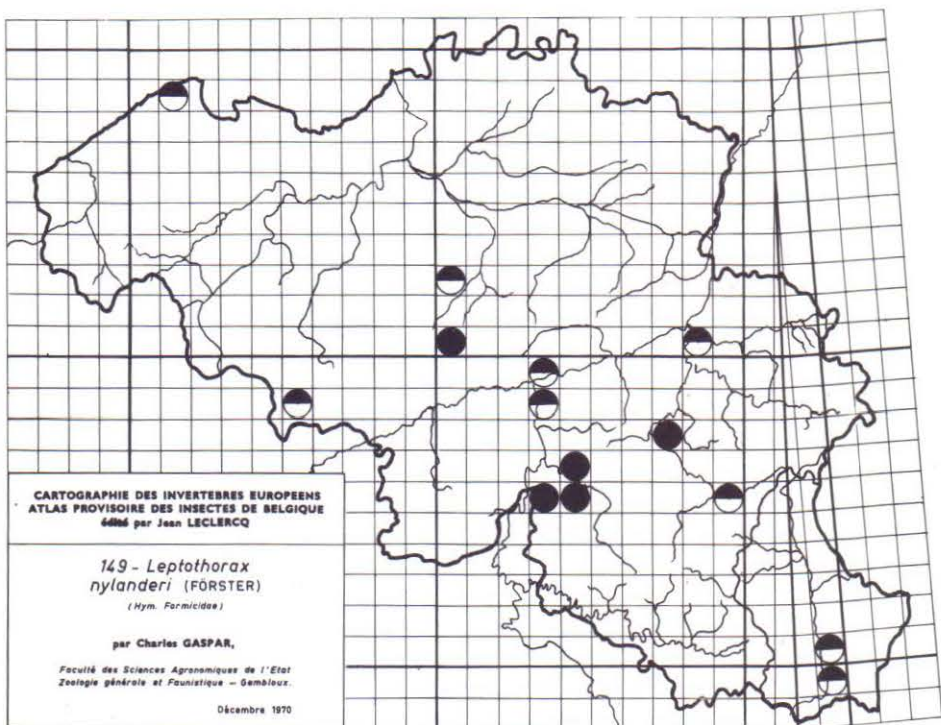 CARTOGRAPHIE DES INVERTEBRES EUROPEENS
ATLAS PROVISOIRE DES INSECTES DE BELGIQUE
édité par Jean LECLERCQ
149 - Leptothorax
nylanderi (FÖRSTER)
(Hym. Formicidae)
par Charles GASPAR,
Faculté des Sciences Agronomiques de l'Etat
Zoologie générale et Faunistique - Gembloux.
Décembre 1970